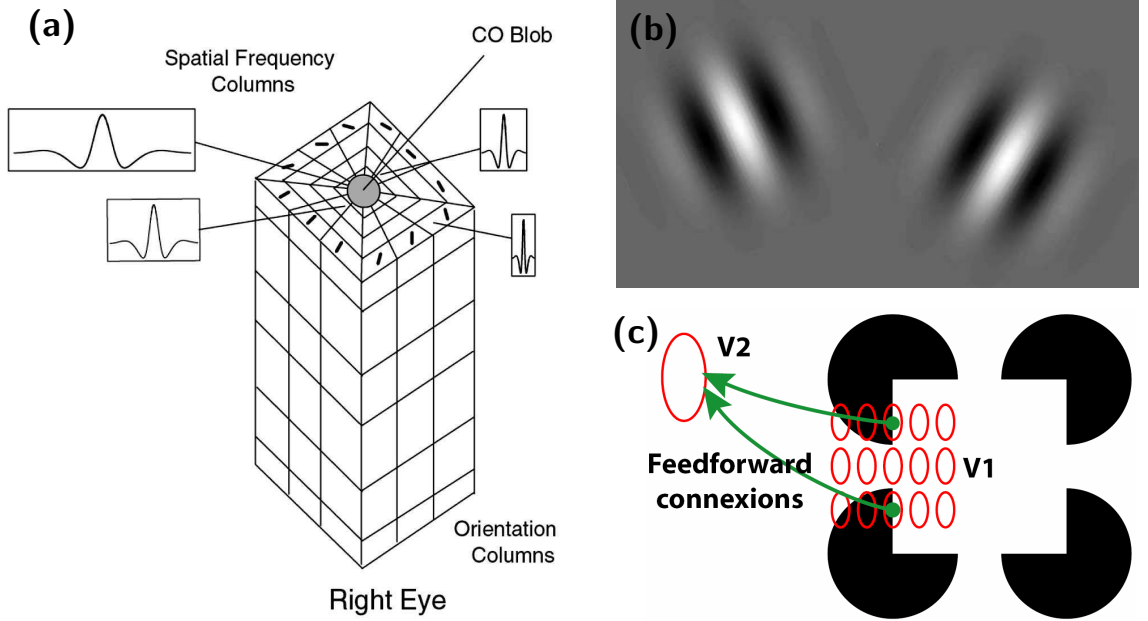 (a)
CO Blob
Spatial Frequency
Columns
Orientation
Columns
Right Eye
(b)
(c)
V2
V1
Feedforward
connexions